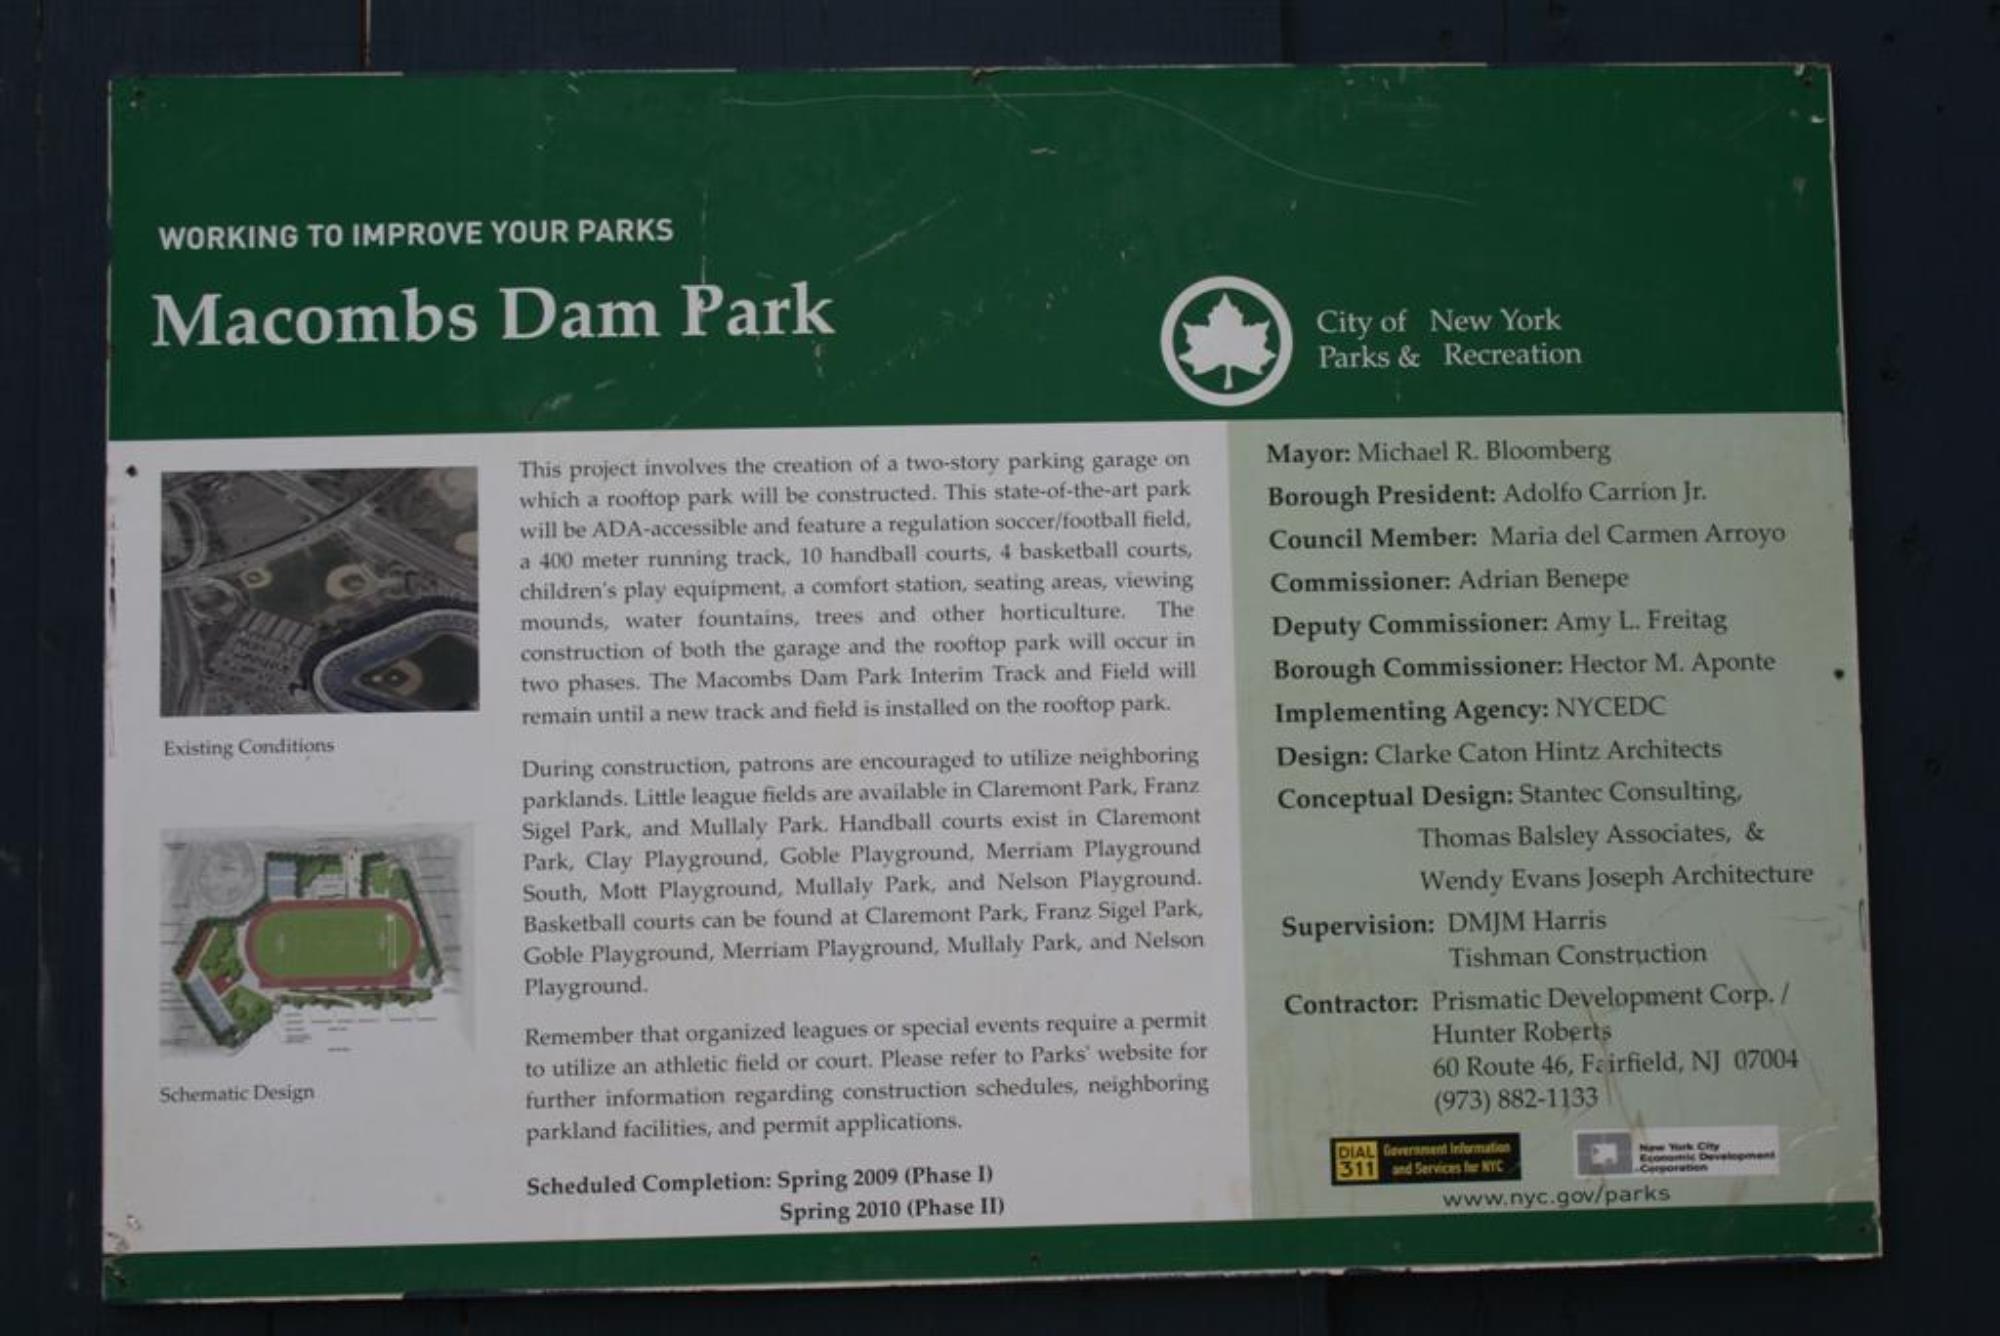 WORKING TO IMPROVE YOUR PARKS
Macombs Dam Park
City of New York
Parks & Recreation
Existing Conditions
Schematic Design
This project involves the creation of a two-story parking garage on
which a rooftop park will be constructed. This state-of-the-art park
will be ADA-accessible and feature a regulation soccer/football field,
a 400 meter running track, 10 handball courts, 4 basketball courts,
children's play equipment, a comfort station, seating areas, viewing
mounds, water fountains, trees and other horticulture. The
construction of both the garage and the rooftop park will occur in
two phases. The Macombs Dam Park Interim Track and Field will
remain until a new track and field is installed on the rooftop park.
During construction, patrons are encouraged to utilize neighboring
parklands. Little league fields are available in Claremont Park, Franz
Sigel Park, and Mullaly Park. Handball courts exist in Claremont
Park, Clay Playground, Goble Playground, Merriam Playground
South, Mott Playground, Mullaly Park, and Nelson Playground.
Basketball courts can be found at Claremont Park, Franz Sigel Park,
Goble Playground, Merriam Playground, Mullaly Park, and Nelson
Playground.
Remember that organized leagues or special events require a permit
to utilize an athletic field or court. Please refer to Parks' website for
further information regarding construction schedules, neighboring
parkland facilities, and permit applications.
Scheduled Completion: Spring 2009 (Phase I)
Spring 2010 (Phase II)
Mayor: Michael R. Bloomberg
Borough President: Adolfo Carrion Jr.
Council Member: Maria del Carmen Arroyo
Commissioner: Adrian Benepe
Deputy Commissioner: Amy L. Freitag
Borough Commissioner: Hector M. Aponte
Implementing Agency: NYCEDC
Design: Clarke Caton Hintz Architects
Conceptual Design: Stantec Consulting,
Thomas Balsley Associates, &
Wendy Evans Joseph Architecture
Supervision: DMJM Harris
Tishman Construction
Contractor: Prismatic Development Corp. /
Hunter Roberts
60 Route 46, Fairfield, NJ 07004
(973) 882-1133
DIAL
311
Government Information
and Services for NYC
New York City
Economic Development
Corporation
www.nyc.gov/parks